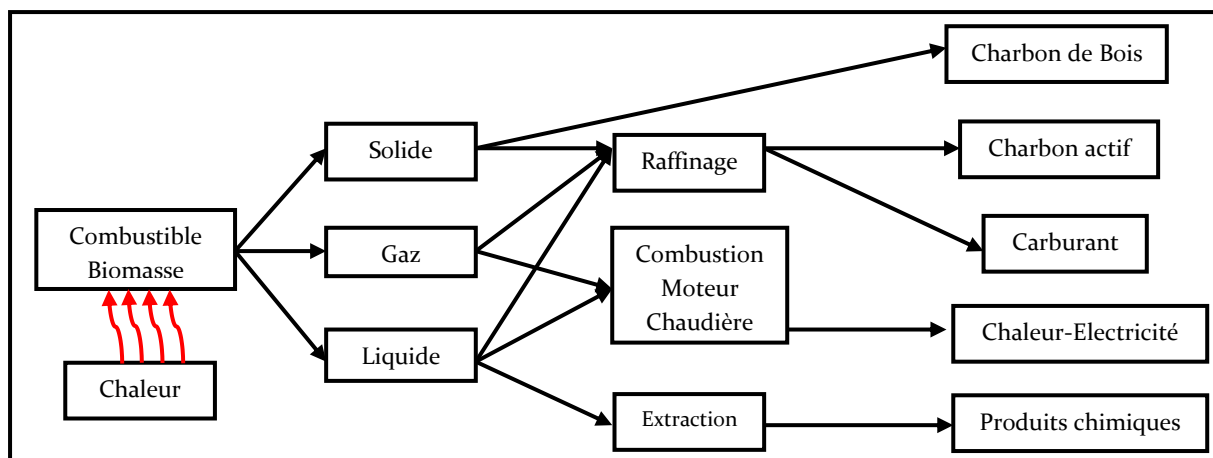 Charbon de Bois
Solide
Raffinage
Charbon actif
Combustible
Biomasse
Gaz
Combustion
Moteur
Chaudière
Carburant
Chaleur
Liquide
Chaleur-Electricité
Extraction
Produits chimiques